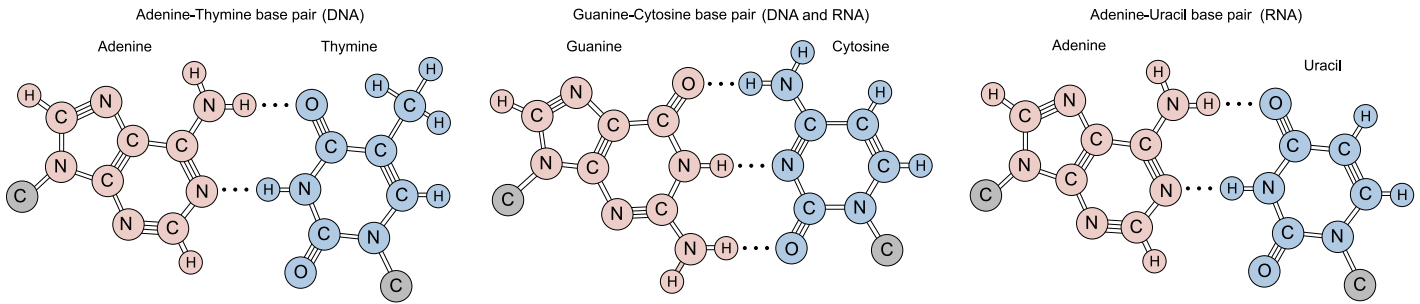 Adenine-Thymine base pair (DNA)
Adenine
Thymine
H
H
H
N
N
H
C
C
C
C
N
N
C
N
C
H
O
H
H
C
H
C
C
H
N
C
H
C
N
O
C
Guanine-Cytosine base pair (DNA and RNA)
Guanine
Cytosine
H
C
N
O
C
C
N
C
C
N
H
N
C
N
H
H
H
H
N
H
C
C
N
C
H
C
N
O
C
Adenine-Uracil base pair (RNA)
Adenine
Uracil
H
H
H
N
N
H
C
C
C
C
N
N
C
N
C
H
O
H
C
C
H
N
C
H
C
N
O
C